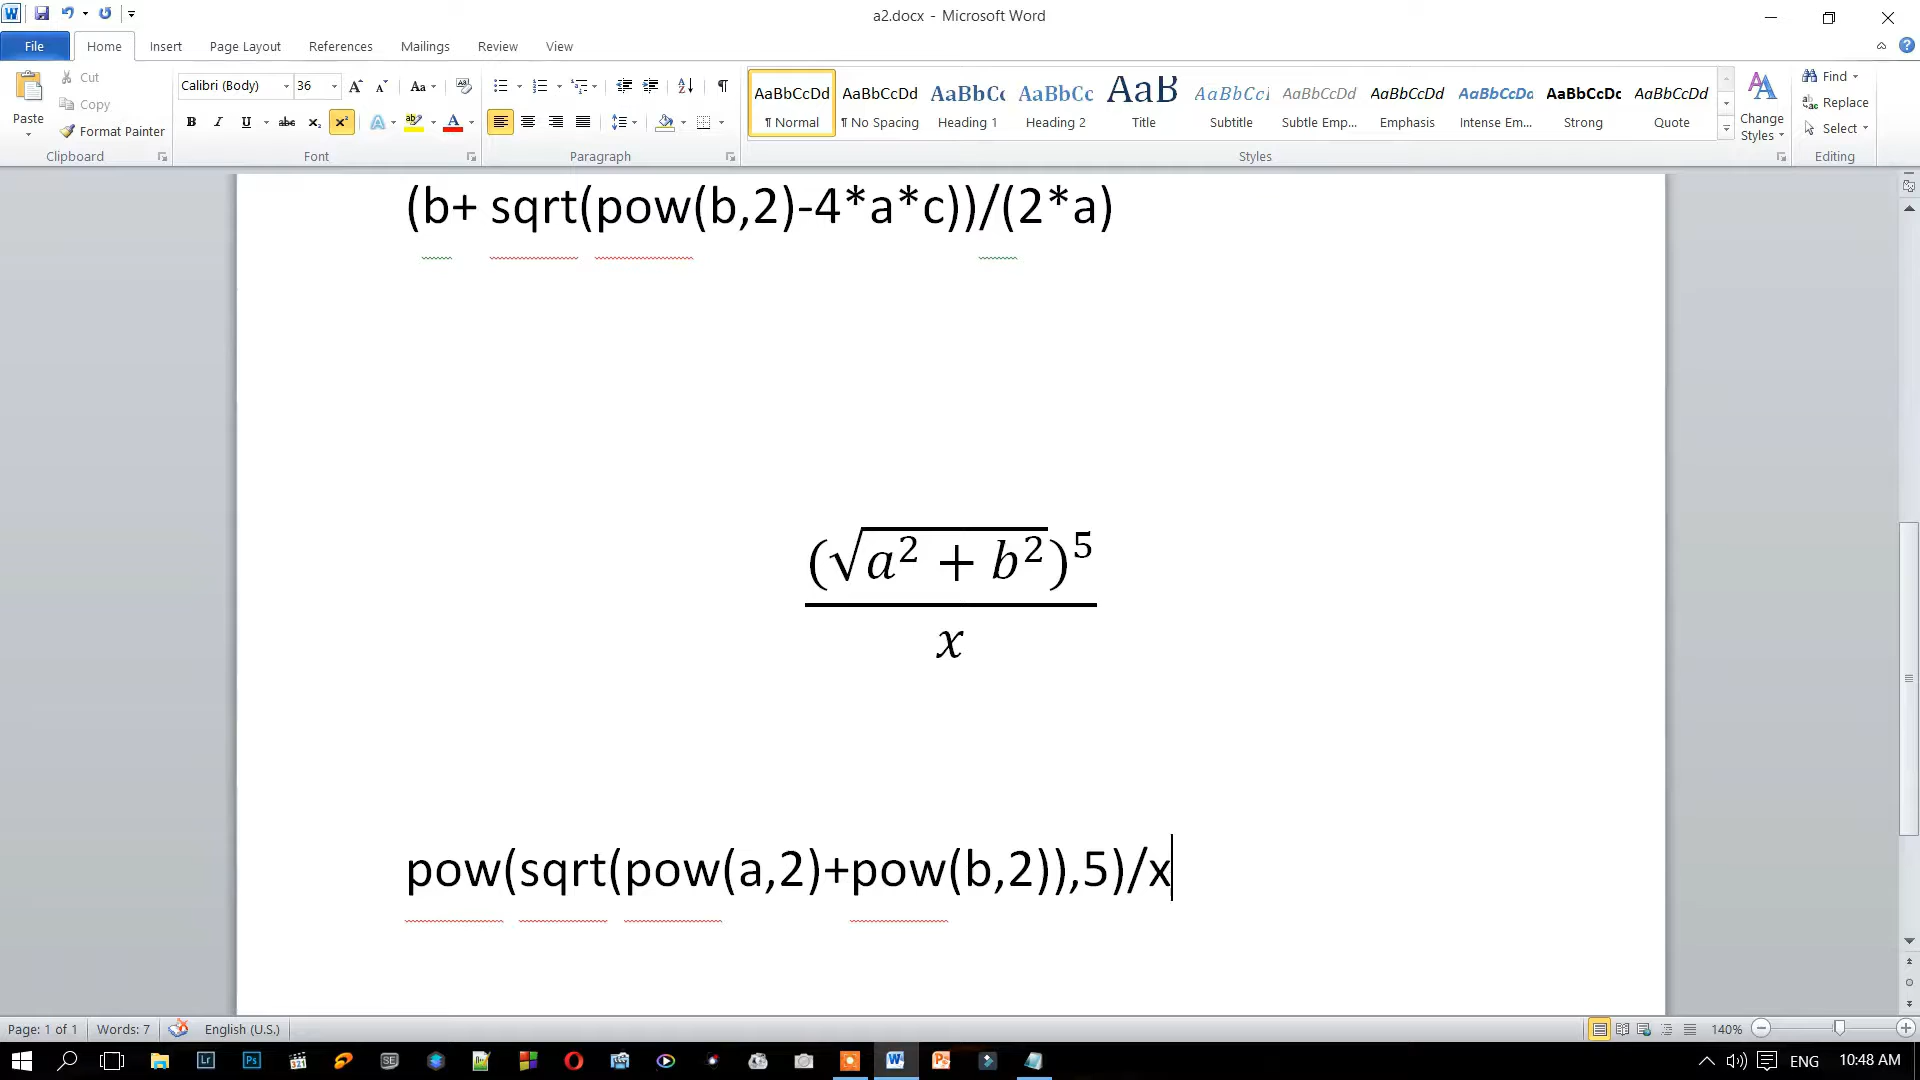 a2.docx - Microsoft Word
File Home Insert Page Layout References Mailings Review View
Paste
Cut
Copy
Format Painter
Clipboard
Calibri (Body) 36
Font
Paragraph
AaBbCcDd AaBbCcDd AaBbCc AaBbCc AaB AaBbCcI AaBbCcDd AaBbCcDd AaBbCcDd AaBbCcDc AaBbCcDd
¶ Normal ¶ No Spacing Heading 1 Heading 2 Title Subtitle Subtle Emp... Emphasis Intense Em... Strong Quote
Styles
Change Styles
Find
Replace
Select
Editing
(b+ sqrt(pow(b,2)-4*a*c))/(2*a)
(√a² + b²)⁵
x
pow(sqrt(pow(a,2)+pow(b,2)),5)/x
Page: 1 of 1 Words: 7 English (U.S.) 140%
ENG 10:48 AM